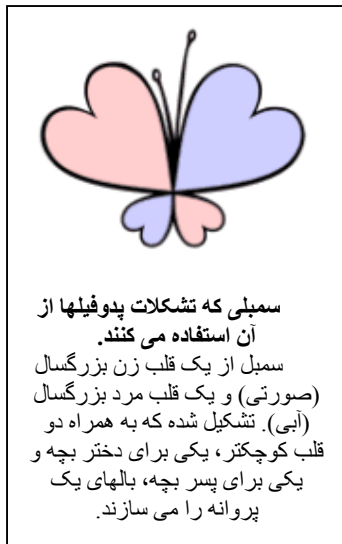 سمبلی که تشکلات پدوفیلها از
آن استفاده می کنند.
سمبل از یک قلب زن بزرگسال
(صورتی) و یک قلب مرد بزرگسال
(آبی). تشکیل شده که به همراه دو
قلب کوچکتر، یکی برای دختر بچه و
یکی برای پسر بچه، بالهای یک
پروانه را می سازند.